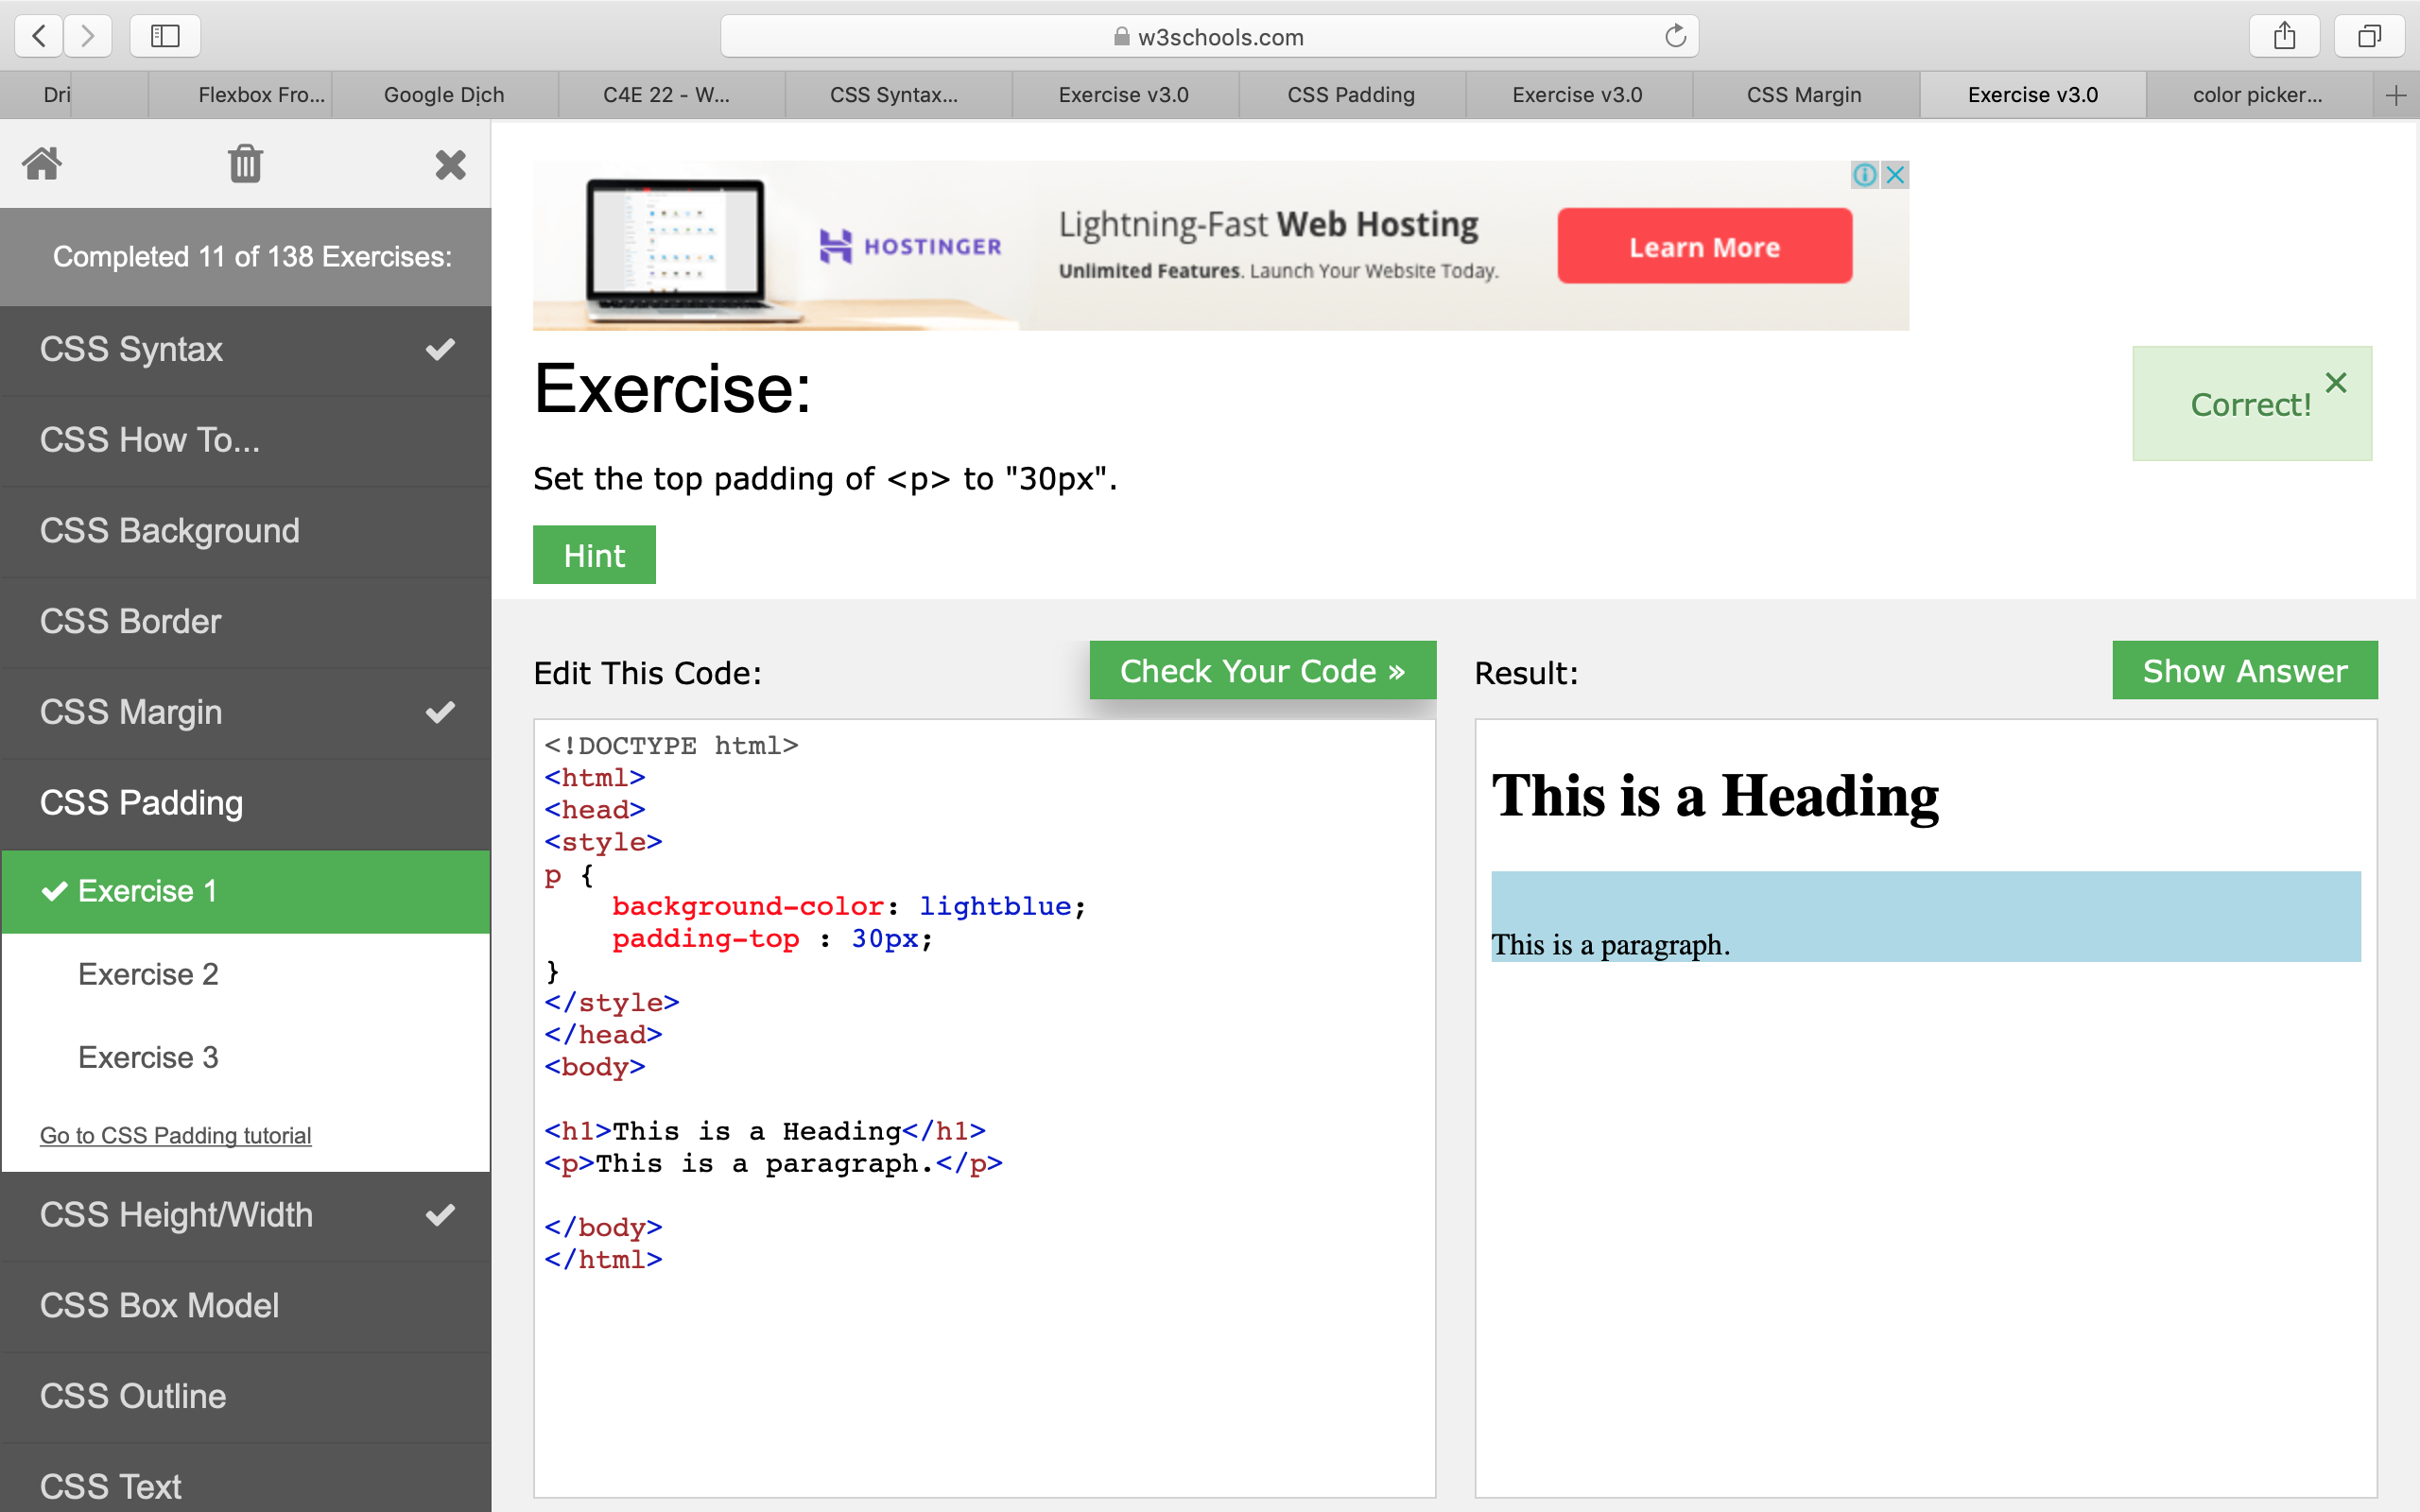 w3schools.com
Dri
Flexbox Fro...
Google Dịch
C4E 22 - W...
CSS Syntax...
Exercise v3.0
CSS Padding
Exercise v3.0
CSS Margin
Exercise v3.0
color picker...
Completed 11 of 138 Exercises:
CSS Syntax
CSS How To...
CSS Background
CSS Border
CSS Margin
CSS Padding
Exercise 1
Exercise 2
Exercise 3
Go to CSS Padding tutorial
CSS Height/Width
CSS Box Model
CSS Outline
CSS Text
HOSTINGER
Lightning-Fast Web Hosting
Unlimited Features. Launch Your Website Today.
Learn More
Exercise:
Correct!
Set the top padding of <p> to "30px".
Hint
Edit This Code:
Check Your Code »
<!DOCTYPE html>
<html>
<head>
<style>
p {
    background-color: lightblue;
    padding-top : 30px;
}
</style>
</head>
<body>
<h1>This is a Heading</h1>
<p>This is a paragraph.</p>
</body>
</html>
Result:
Show Answer
This is a Heading
This is a paragraph.